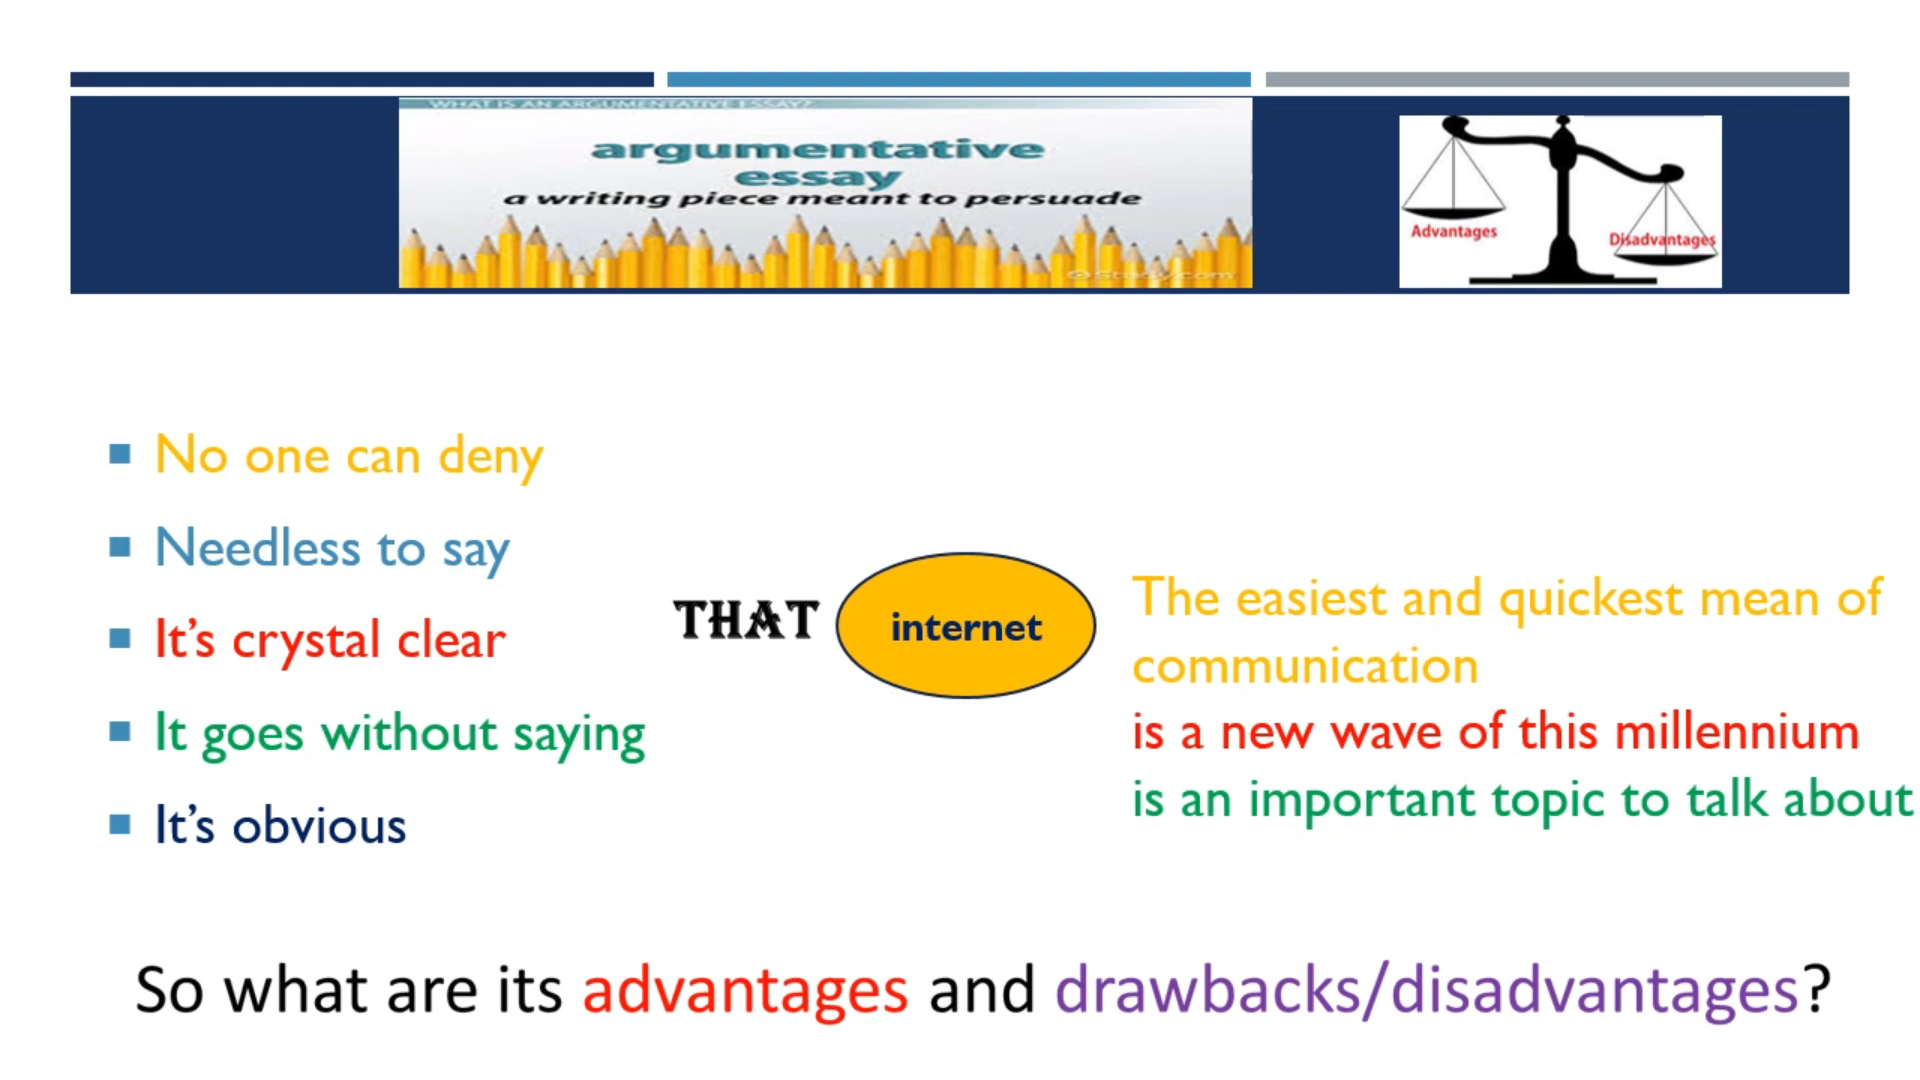 WHAT IS AN ARGUMENTATIVE ESSAY?
argumentative
essay
a writing piece meant to persuade
Study.com
Advantages
Disadvantages
No one can deny
Needless to say
It's crystal clear
It goes without saying
It's obvious
THAT
internet
The easiest and quickest mean of
communication
is a new wave of this millennium
is an important topic to talk about
So what are its advantages and drawbacks/disadvantages?